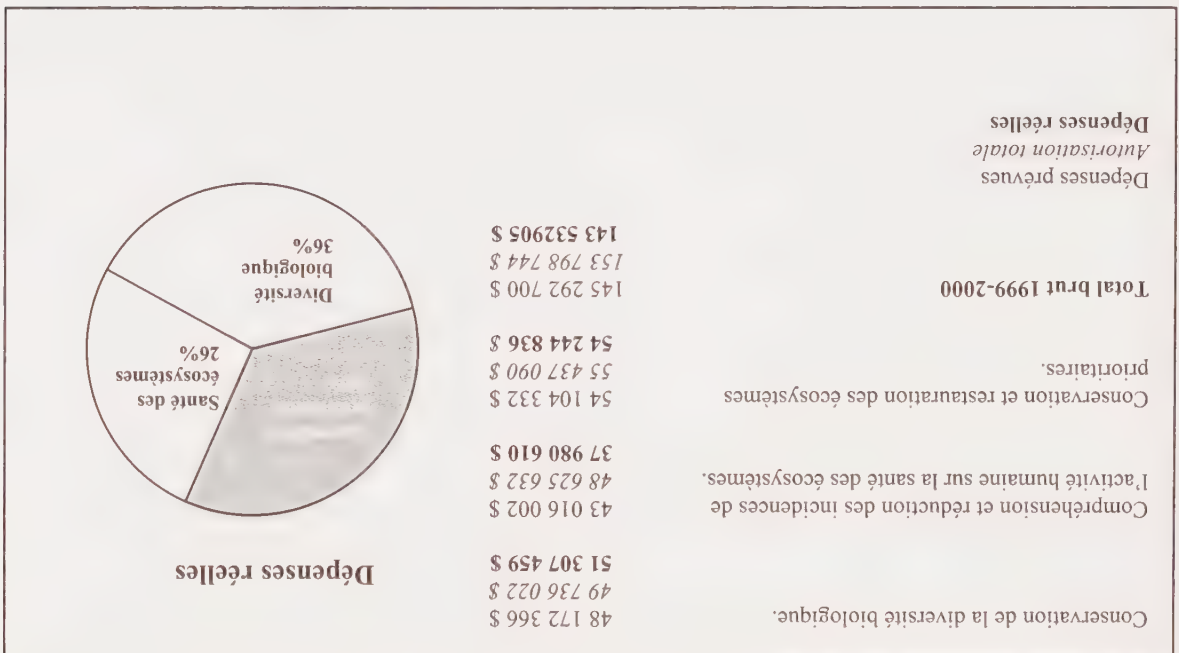 Conservation de la diversité biologique.
48 172 366 $
49 736 022 $
51 307 459 $
Compréhension et réduction des incidences de
l'activité humaine sur la santé des écosystèmes.
43 016 002 $
48 625 632 $
37 980 610 $
Conservation et restauration des écosystèmes
prioritaires.
54 104 332 $
55 437 090 $
54 244 836 $
Total brut 1999-2000
145 292 700 $
153 798 744 $
143 532905 $
Dépenses prévues
Autorisation totale
Dépenses réelles
Dépenses réelles
Santé des
écosystèmes
26%
Diversité
biologique
36%